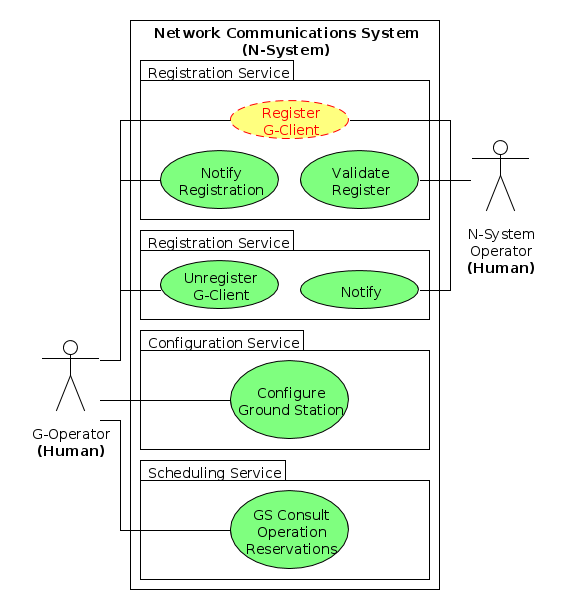 Network Communications System
(N-System)
Registration Service
Register
G-Client
Notify
Registration
Validate
Register
N-System
Operator
(Human)
Registration Service
Unregister
G-Client
Notify
Configuration Service
Configure
Ground Station
G-Operator
(Human)
Scheduling Service
GS Consult
Operation
Reservations